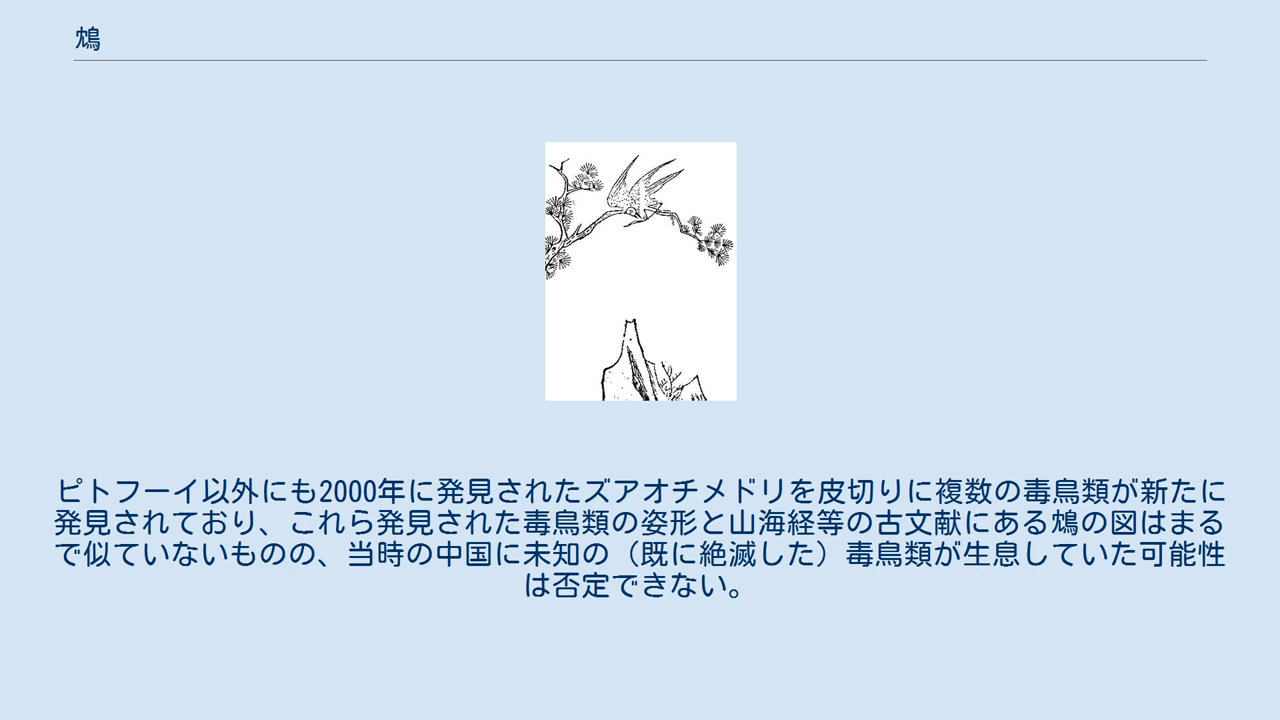 鴆
ピトフーイ以外にも2000年に発見されたズアオチメドリを皮切りに複数の毒鳥類が新たに
発見されており、これら発見された毒鳥類の姿形と山海経等の古文献にある鴆の図はまる
で似ていないものの、当時の中国に未知の（既に絶滅した）毒鳥類が生息していた可能性
は否定できない。